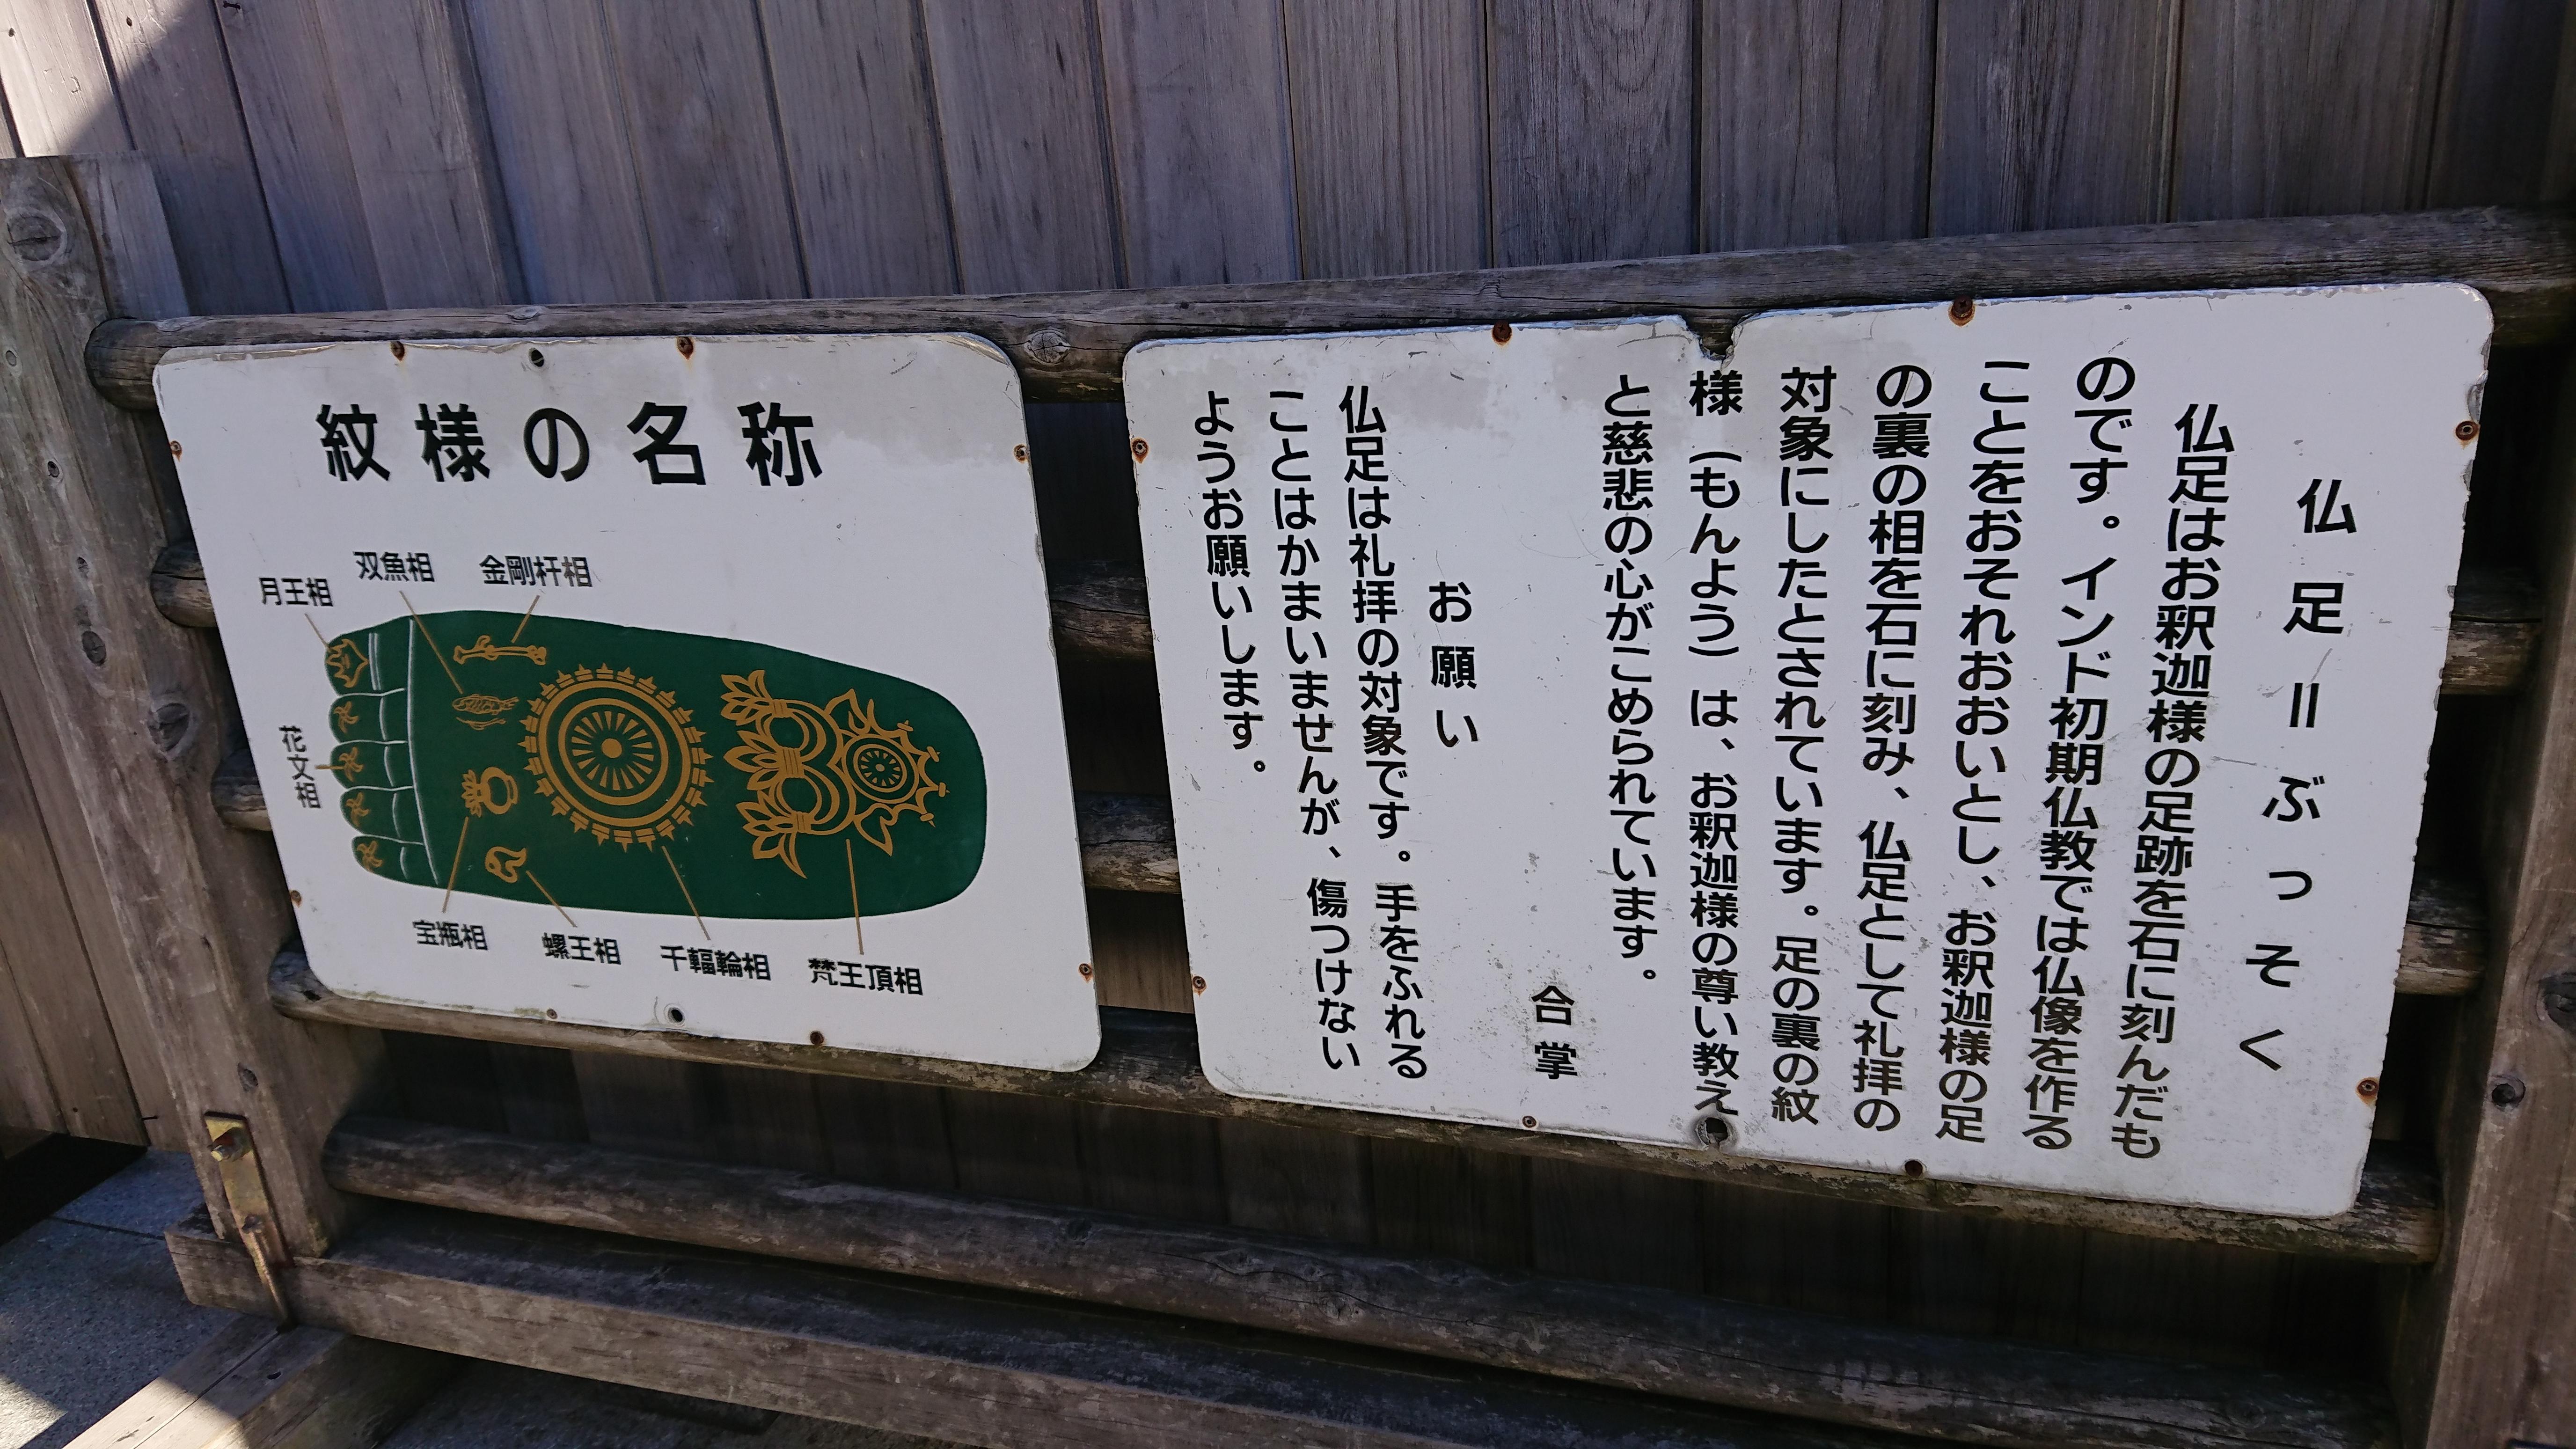 仏足＝ぶっそく
仏足はお釈迦様の足跡を石に刻んだも
のです。インド初期仏教では仏像を作る
ことをおそれおおいとし、お釈迦様の足
の裏の相を石に刻み、仏足として礼拝の
対象にしたとされています。足の裏の紋
様（もんよう）は、お釈迦様の尊い教え
と慈悲の心がこめられています。
合掌
お願い
仏足は礼拝の対象です。手をふれる
ことはかまいませんが、傷つけない
ようお願いします。
紋様の名称
月王相
双魚相
金剛杆相
花文相
宝瓶相
螺王相
千輻輪相
梵王頂相